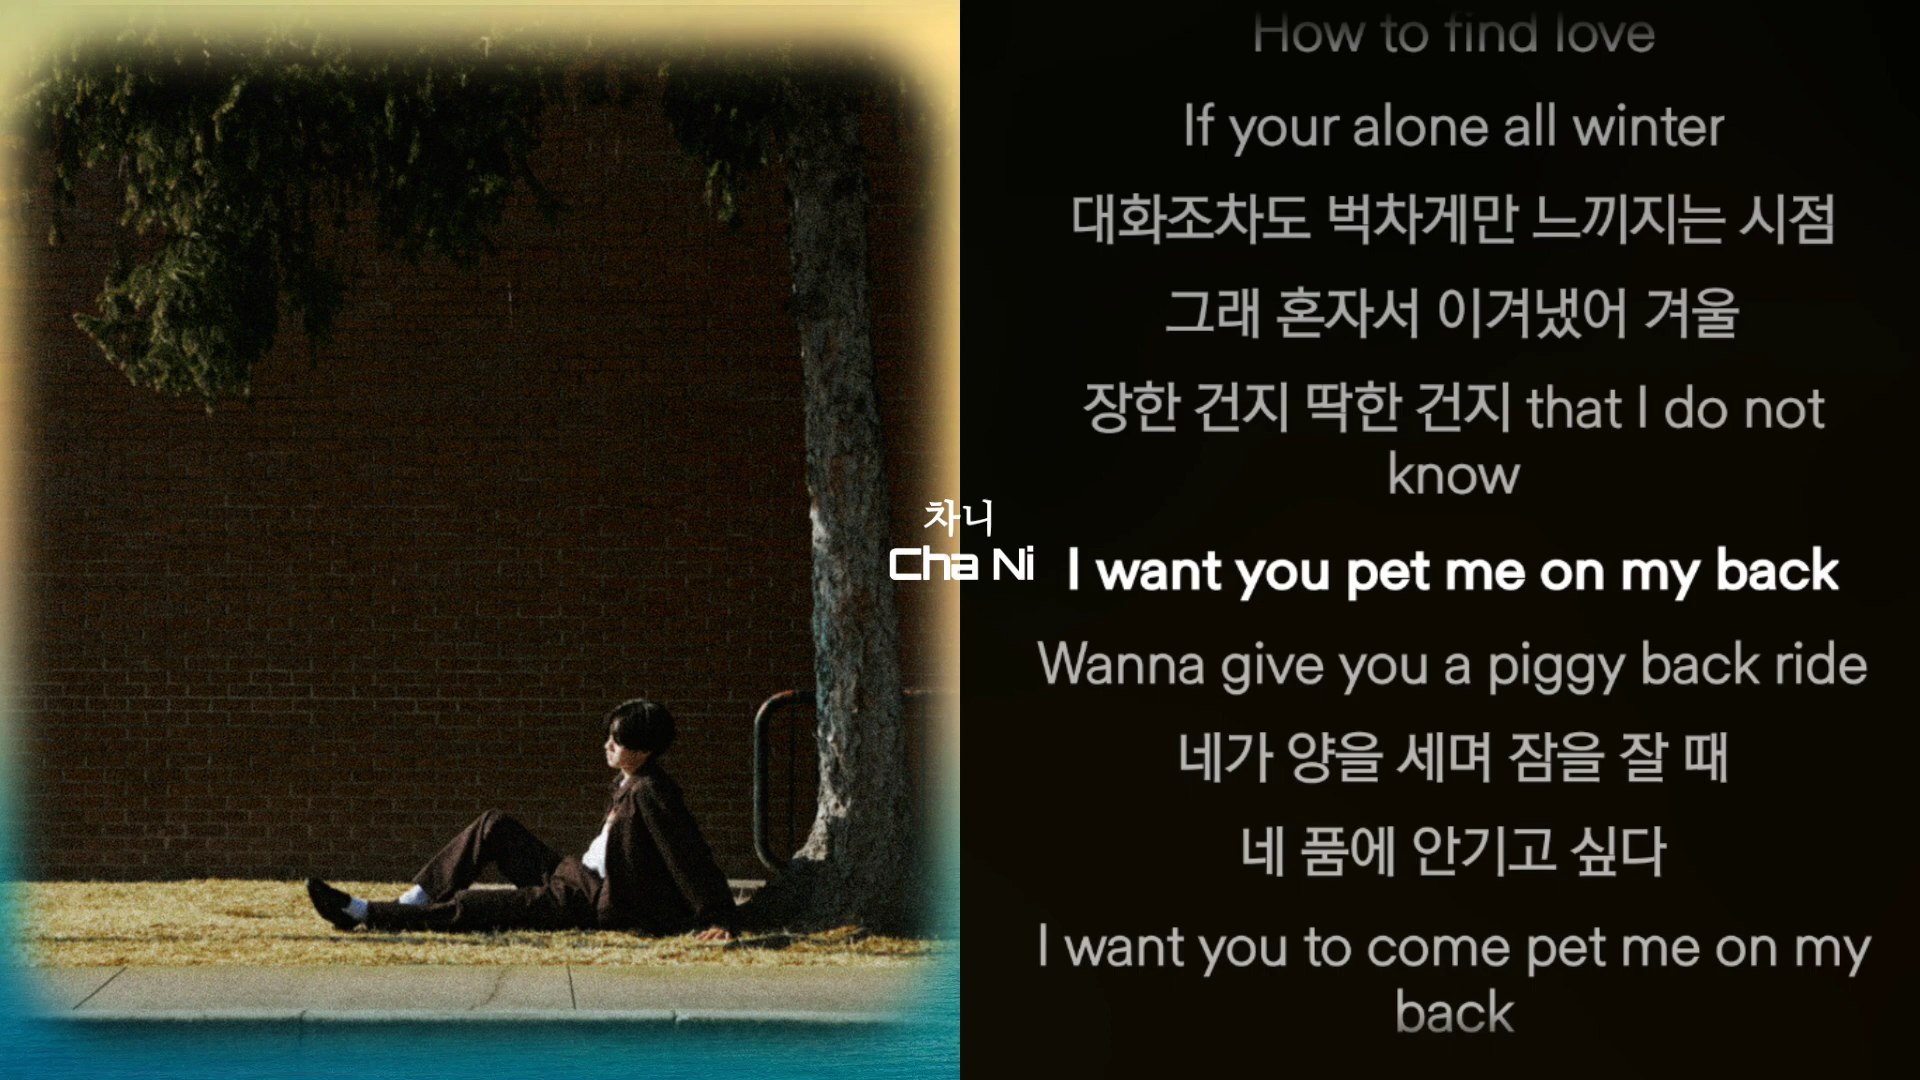 How to find love
If your alone all winter
대화조차도 벅차게만 느끼지는 시점
그래 혼자서 이겨냈어 겨울
장한 건지 딱한 건지 that I do not
know
차니
Cha Ni
I want you pet me on my back
Wanna give you a piggy back ride
네가 양을 세며 잠을 잘 때
네 품에 안기고 싶다
I want you to come pet me on my
back